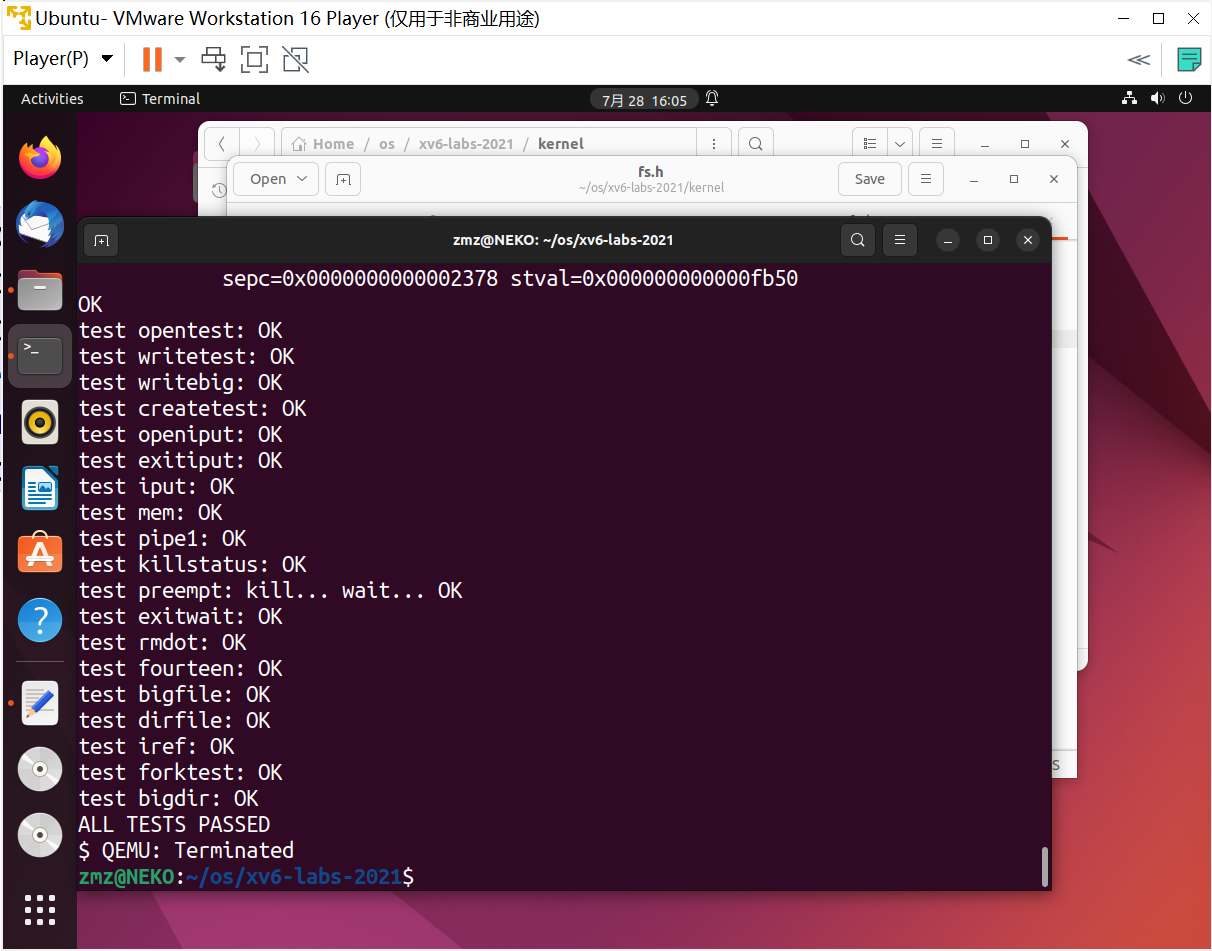 Ubuntu- VMware Workstation 16 Player (仅用于非商业用途)
Player(P)
Activities Terminal 7月 28 16:05
Home / os / xv6-labs-2021 / kernel
Open fs.h Save
~/os/xv6-labs-2021/kernel
zmz@NEKO: ~/os/xv6-labs-2021
sepc=0x0000000000002378 stval=0x000000000000fb50
OK
test opentest: OK
test writetest: OK
test writebig: OK
test createtest: OK
test openiput: OK
test exitiput: OK
test iput: OK
test mem: OK
test pipe1: OK
test killstatus: OK
test preempt: kill... wait... OK
test exitwait: OK
test rmdot: OK
test fourteen: OK
test bigfile: OK
test dirfile: OK
test iref: OK
test forktest: OK
test bigdir: OK
ALL TESTS PASSED
$ QEMU: Terminated
zmz@NEKO:~/os/xv6-labs-2021$